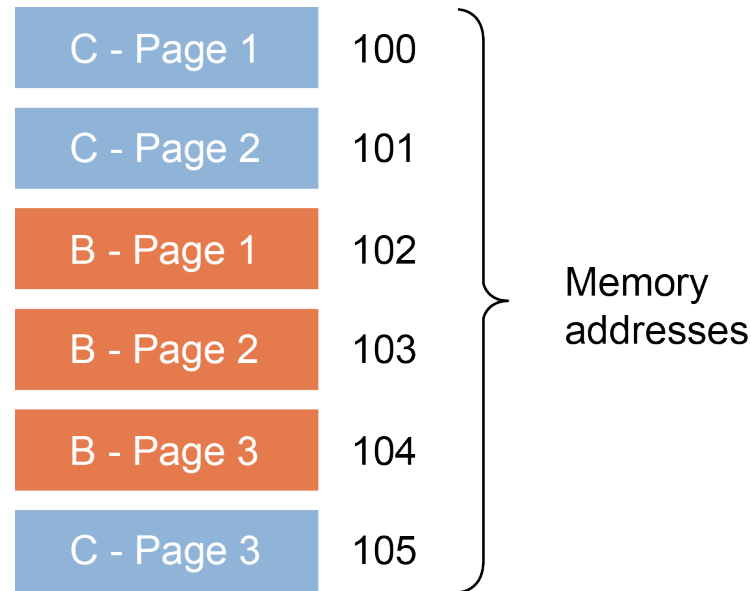 C - Page 1 100
C - Page 2 101
B - Page 1 102
B - Page 2 103
B - Page 3 104
C - Page 3 105
Memory
addresses